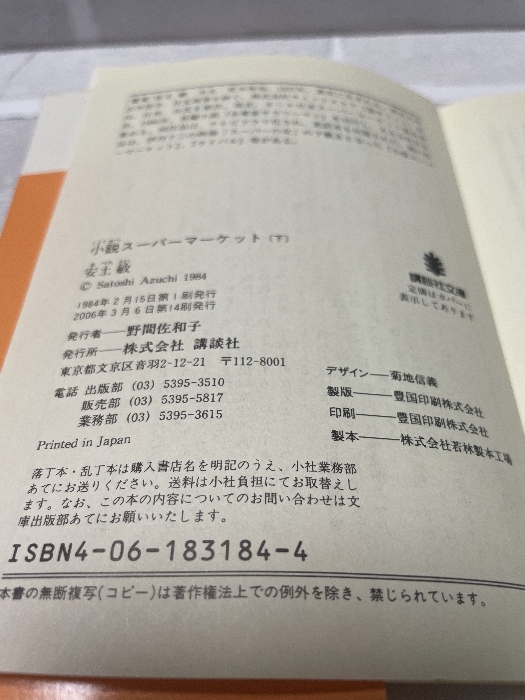 小説スーパーマーケット(下)
安土 敏
© Satoshi Azuchi 1984
1984年2月15日第1刷発行
2006年3月6日第14刷発行
発行者――野間佐和子
発行所――株式会社 講談社
東京都文京区音羽2-12-21 〒112-8001
電話 出版部 (03) 5395-3510
販売部 (03) 5395-5817
業務部 (03) 5395-3615
Printed in Japan
講談社文庫
定価はカバーに
表示してあります
デザイン――菊地信義
製版――豊国印刷株式会社
印刷――豊国印刷株式会社
製本――株式会社若林製本工場
落丁本・乱丁本は購入書店名を明記のうえ、小社業務部
あてにお送りください。送料は小社負担にてお取替えし
ます。なお、この本の内容についてのお問い合わせは文
庫出版部あてにお願いいたします。
ISBN4-06-183184-4
本書の無断複写(コピー)は著作権法上での例外を除き、禁じられています。